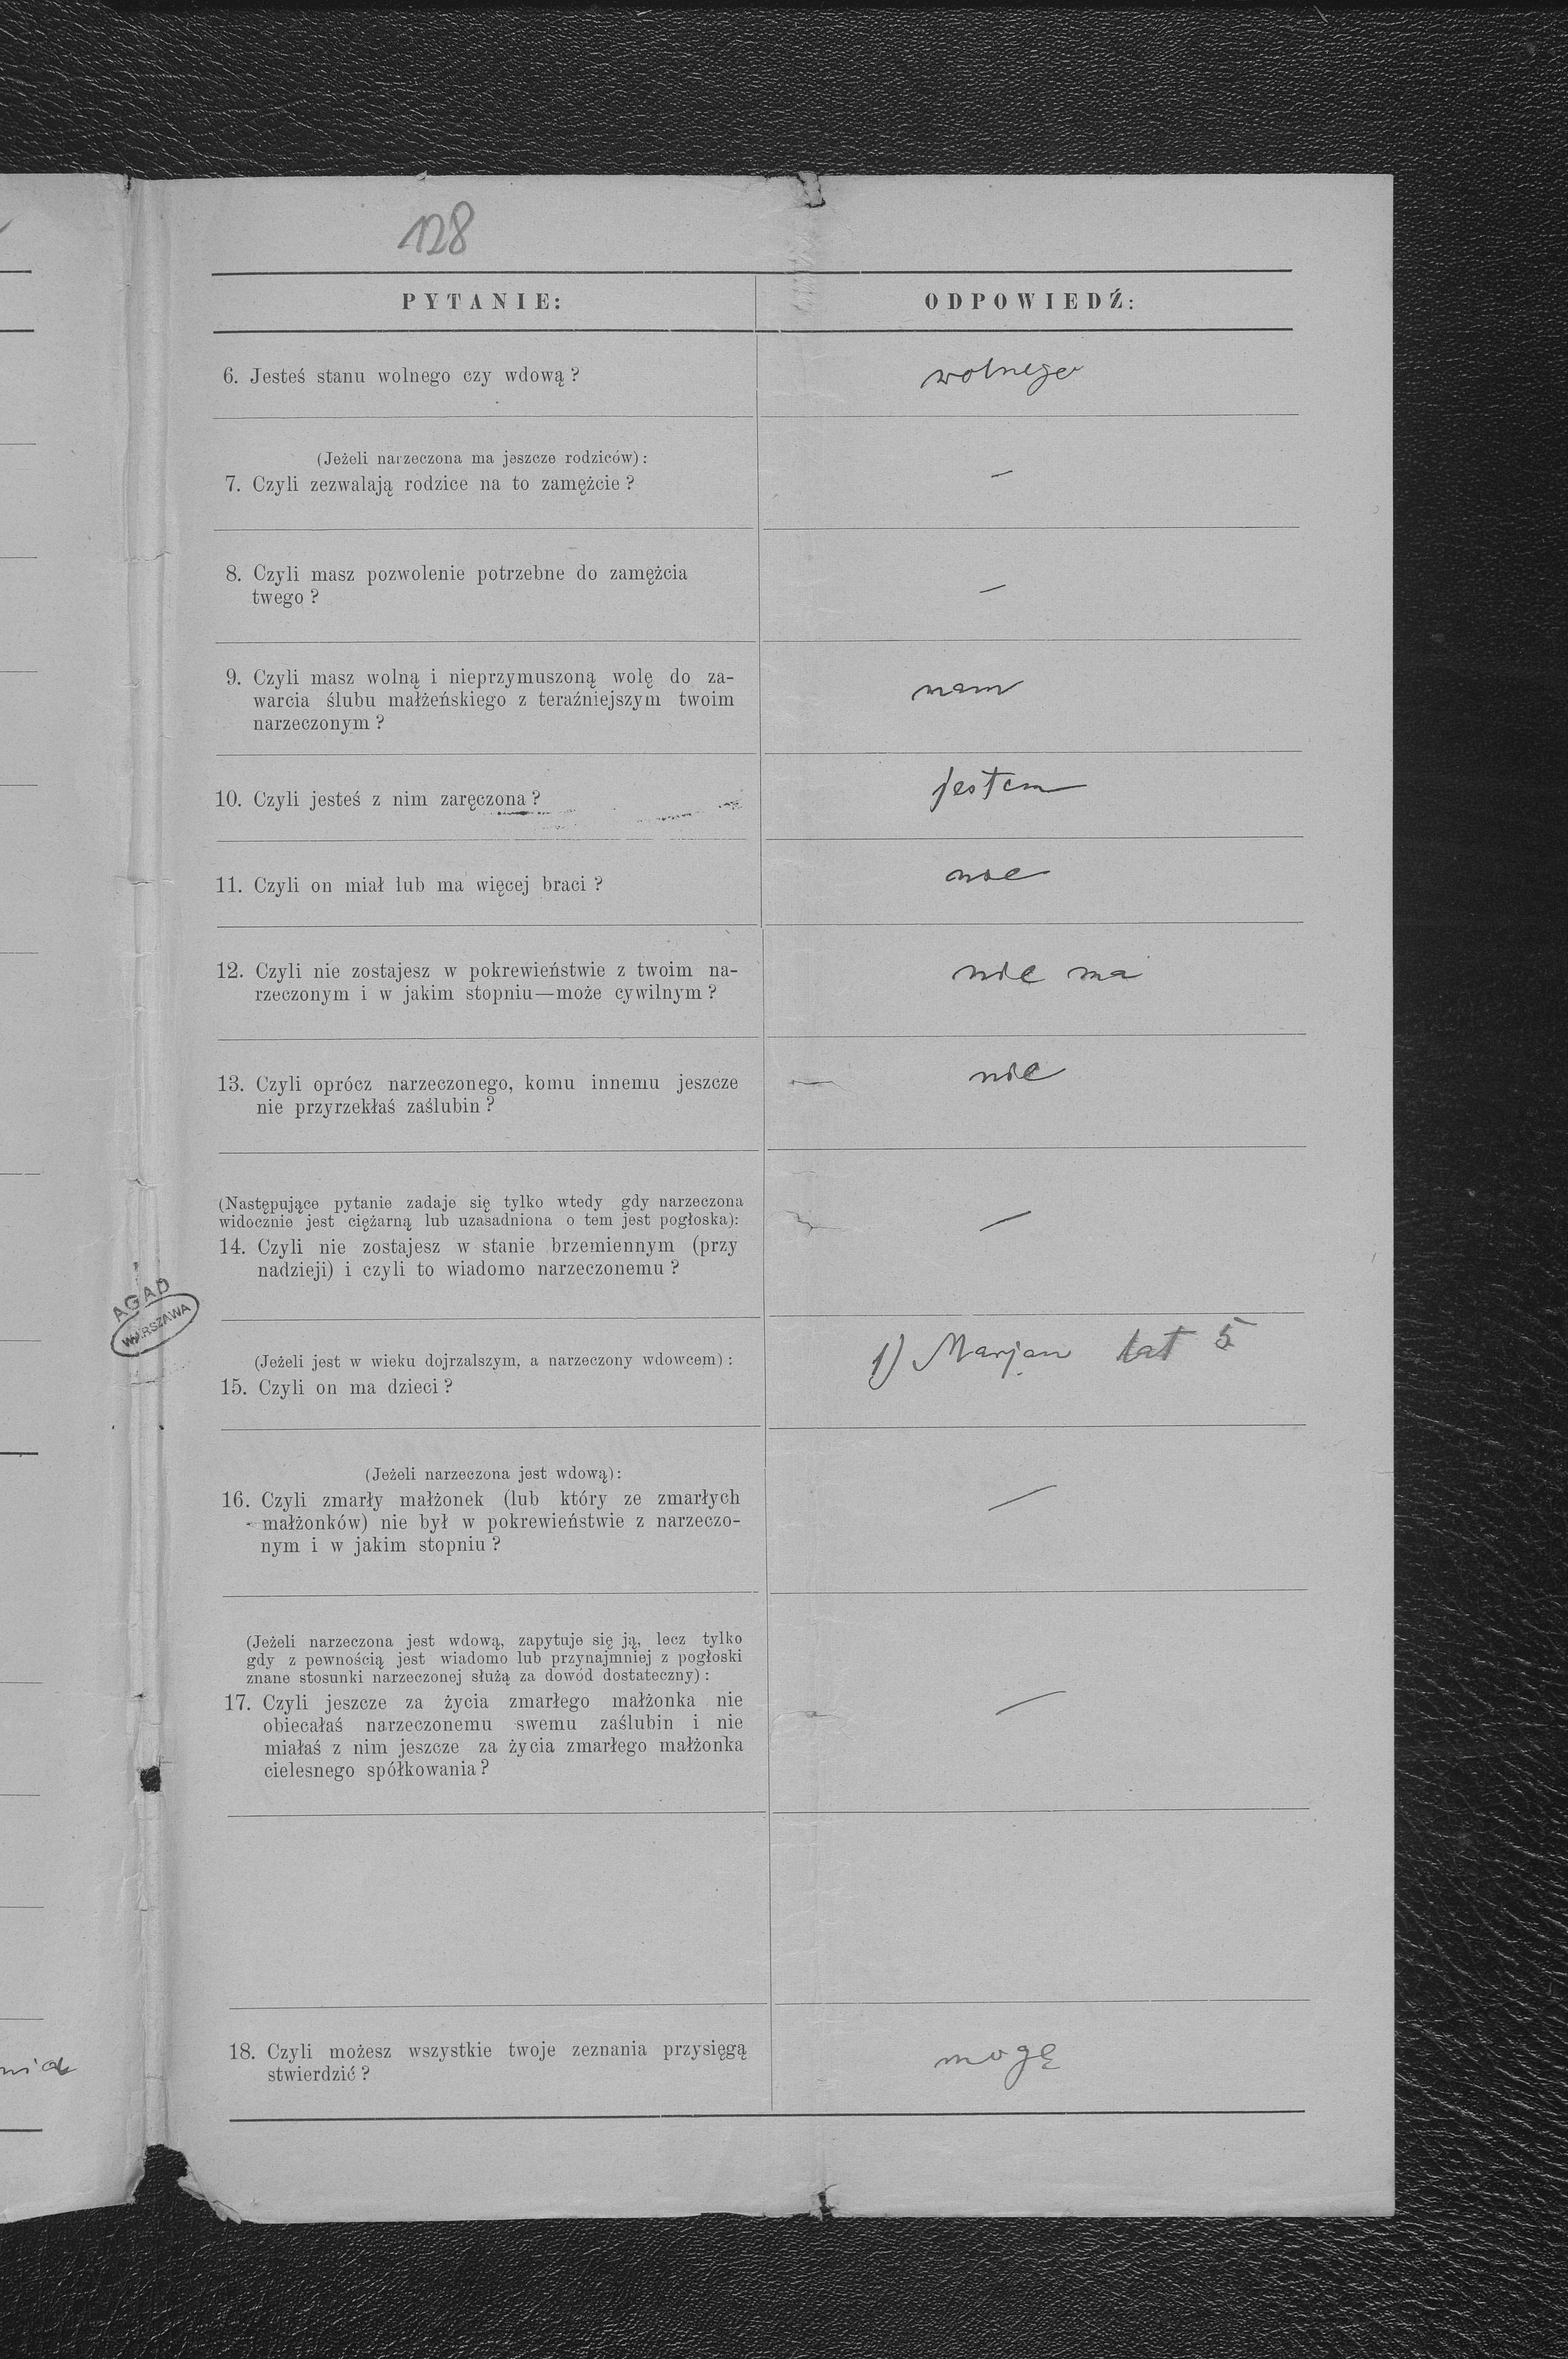 128
PYTANIE:
ODPOWIEDŹ:
6. Jesteś stanu wolnego czy wdową?
wolnego
(Jeżeli narzeczona ma jeszcze rodziców):
7. Czyli zezwalają rodzice na to zamężcie?
—
8. Czyli masz pozwolenie potrzebne do zamężcia
twego?
—
9. Czyli masz wolną i nieprzymuszoną wolę do za-
warcia ślubu małżeńskiego z teraźniejszym twoim
narzeczonym?
mam
10. Czyli jesteś z nim zaręczona?
jestem
11. Czyli on miał lub ma więcej braci?
nie
12. Czyli nie zostajesz w pokrewieństwie z twoim na-
rzeczonym i w jakim stopniu—może cywilnym?
nie ma
13. Czyli oprócz narzeczonego, komu innemu jeszcze
nie przyrzekłaś zaślubin?
nie
(Następujące pytanie zadaje się tylko wtedy gdy narzeczona
widocznie jest ciężarną lub uzasadniona o tem jest pogłoska):
14. Czyli nie zostajesz w stanie brzemiennym (przy
nadzieji) i czyli to wiadomo narzeczonemu?
—
AGAD
WARSZAWA
(Jeżeli jest w wieku dojrzalszym, a narzeczony wdowcem):
15. Czyli on ma dzieci?
1) Marjan lat 5
(Jeżeli narzeczona jest wdową):
16. Czyli zmarły małżonek (lub który ze zmarłych
małżonków) nie był w pokrewieństwie z narzeczo-
nym i w jakim stopniu?
—
(Jeżeli narzeczona jest wdową, zapytuje się ją, lecz tylko
gdy z pewnością jest wiadomo lub przynajmniej z pogłoski
znane stosunki narzeczonej służą za dowód dostateczny):
17. Czyli jeszcze za życia zmarłego małżonka nie
obiecałaś narzeczonemu swemu zaślubin i nie
miałaś z nim jeszcze za życia zmarłego małżonka
cielesnego spółkowania?
—
18. Czyli możesz wszystkie twoje zeznania przysięgą
stwierdzić?
mogę